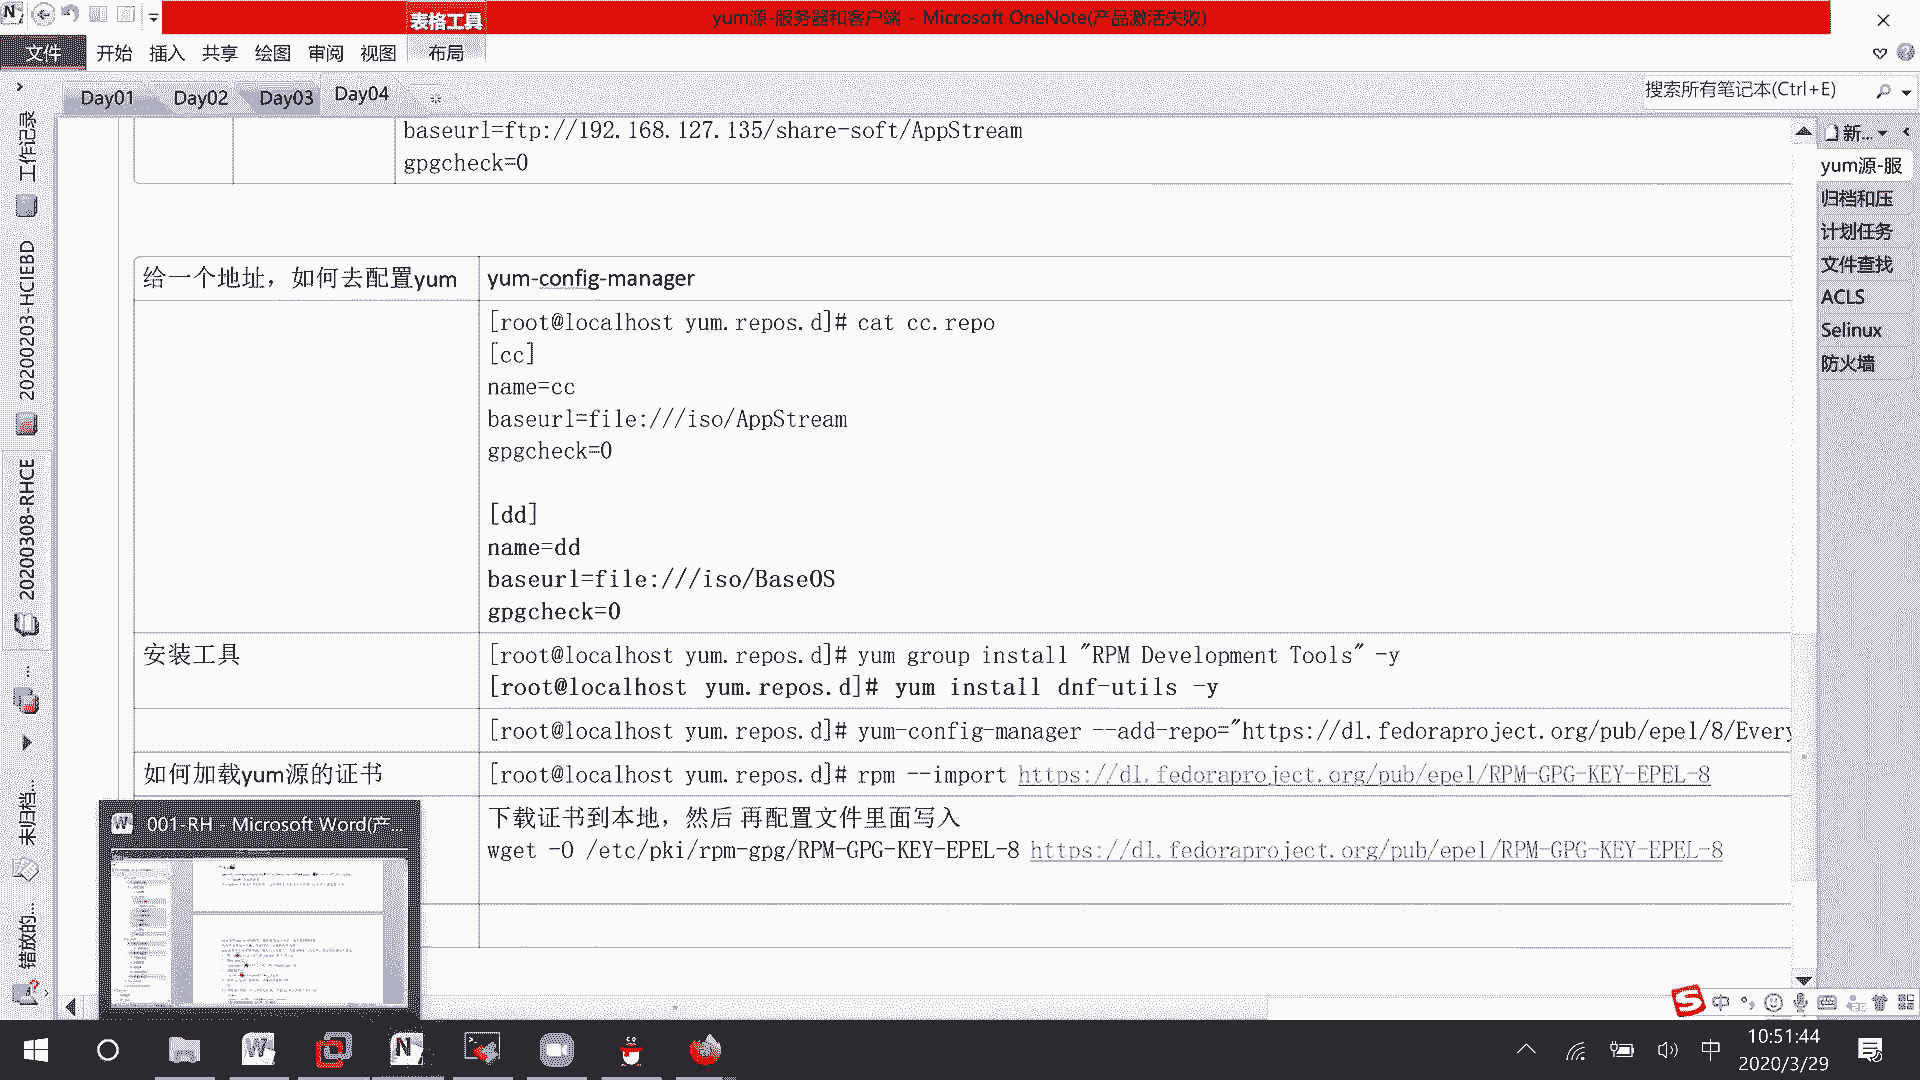 表格工具
yum源-服务器和客户端 - Microsoft OneNote(产品激活失败)
文件 开始 插入 共享 绘图 审阅 视图 布局
Day01 Day02 Day03 Day04
搜索所有笔记本(Ctrl+E)
工作记录
20200203-HCIEBD
20200308-RHCE
未归档...
错放的...
baseurl=ftp://192.168.127.135/share-soft/AppStream
gpgcheck=0
给一个地址，如何去配置yum
yum-config-manager
[root@localhost yum.repos.d]# cat cc.repo
[cc]
name=cc
baseurl=file:///iso/AppStream
gpgcheck=0
[dd]
name=dd
baseurl=file:///iso/BaseOS
gpgcheck=0
安装工具
[root@localhost yum.repos.d]# yum group install "RPM Development Tools" -y
[root@localhost yum.repos.d]# yum install dnf-utils -y
[root@localhost yum.repos.d]# yum-config-manager --add-repo="https://dl.fedoraproject.org/pub/epel/8/Every
如何加载yum源的证书
[root@localhost yum.repos.d]# rpm --import https://dl.fedoraproject.org/pub/epel/RPM-GPG-KEY-EPEL-8
下载证书到本地，然后 再配置文件里面写入
wget -O /etc/pki/rpm-gpg/RPM-GPG-KEY-EPEL-8 https://dl.fedoraproject.org/pub/epel/RPM-GPG-KEY-EPEL-8
新...
yum源-服
归档和压
计划任务
文件查找
ACLS
Selinux
防火墙
001-RH - Microsoft Word(产...
中
中
10:51:44
2020/3/29